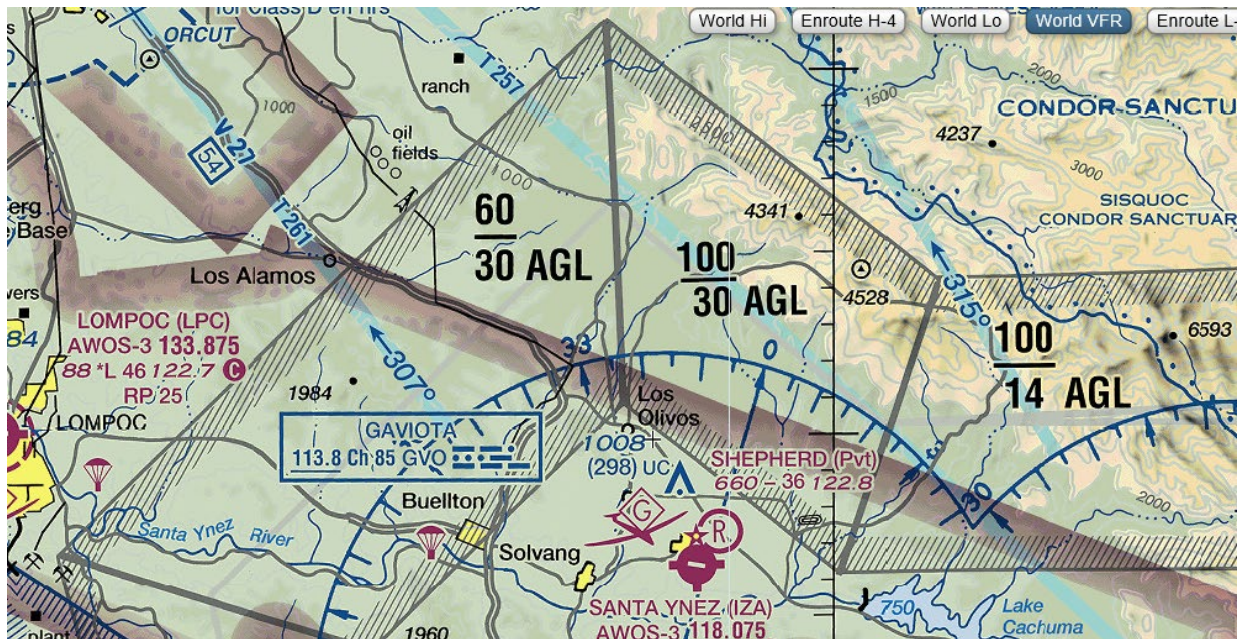 World Hi
Enroute H-4
World Lo
World VFR
Enroute L-
for Class D eff hrs
ORCUT
T 257
ranch
1000
oil
fields
V-27
54
T 261
1000
2500
2000
1500
CONDOR SANCTU
4237
3000
SISQUOC
CONDOR SANCTUAR
4341
60
30 AGL
100
30 AGL
4528
315°
100
14 AGL
6593
erg
Base
Los Alamos
wers
84
LOMPOC (LPC)
AWOS-3 133.875
88 *L 46 122.7 C
RP 25
LOMPOC
307°
1984
33
0
30
Los
Olivos
GAVIOTA
113.8 Ch 85 GVO
1008
(298) UC
SHEPHERD (Pvt)
660 - 36 122.8
2000
Buellton
Santa Ynez
River
Solvang
G
R
SANTA YNEZ (IZA)
AWOS-3 118.075
750
Lake
Cachuma
plant
1960